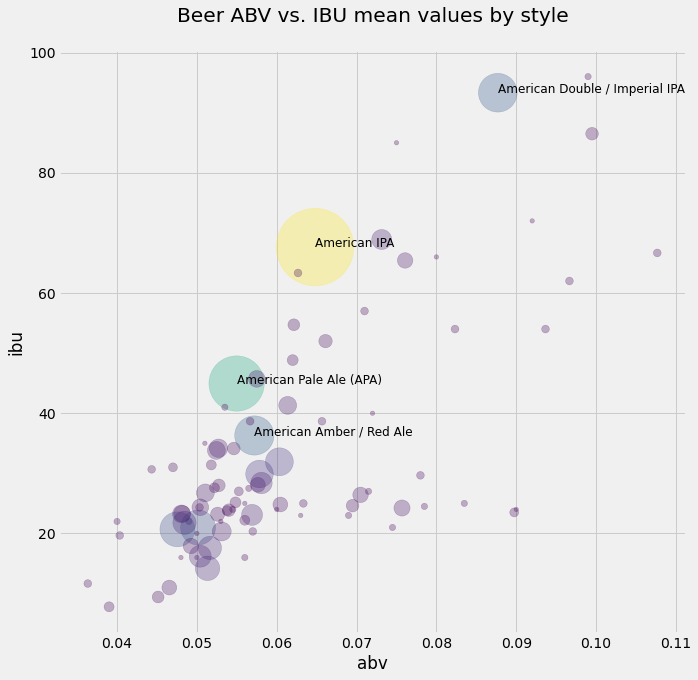 Beer ABV vs. IBU mean values by style
100
American Double / Imperial IPA
80
American IPA
60
American Pale Ale (APA)
40
American Amber / Red Ale
20
ibu
0.04 0.05 0.06 0.07 0.08 0.09 0.10 0.11
abv